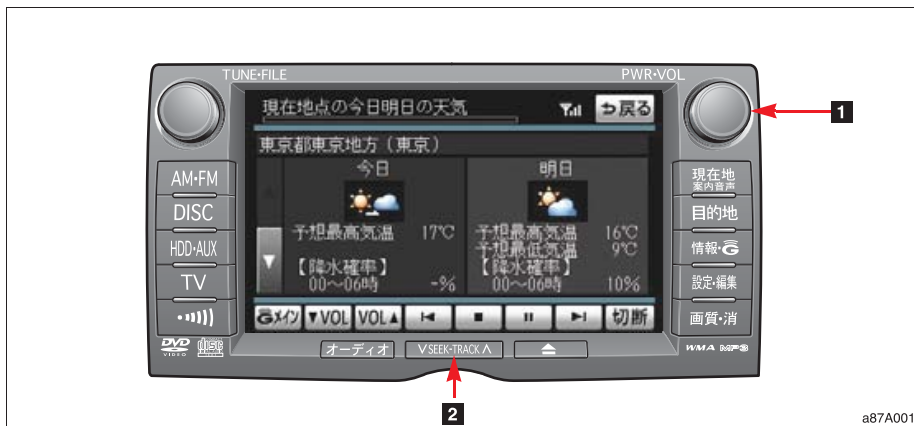 TUNE•FILE
PWR•VOL
現在地点の今日明日の天気
戻る
1
東京都東京地方(東京)
今日
明日
予想最高気温 17℃
予想最高気温 16℃
予想最低気温 9℃
【降水確率】
00〜06時 -%
【降水確率】
00〜06時 10%
Gメイン
▼VOL
VOL▲
切断
AM•FM
DISC
HDD•AUX
TV
現在地
案内音声
目的地
情報•G
設定•編集
画質•消
DVD
VIDEO
disc
オーディオ
∨SEEK•TRACK∧
WMA MP3
2
a87A001